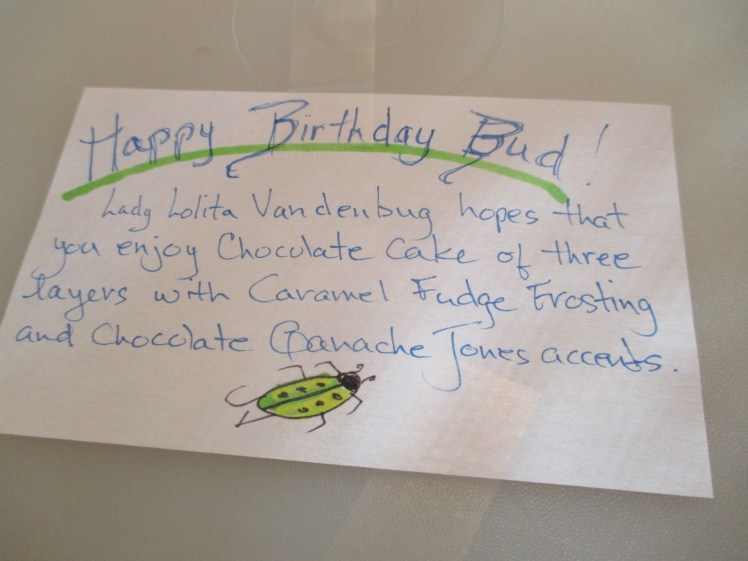 Happy Birthday Bud!
Lady Lolita Vandenbug hopes that
you enjoy Chocolate Cake of three
layers with Caramel Fudge Frosting
and Chocolate Ganache Jones accents.